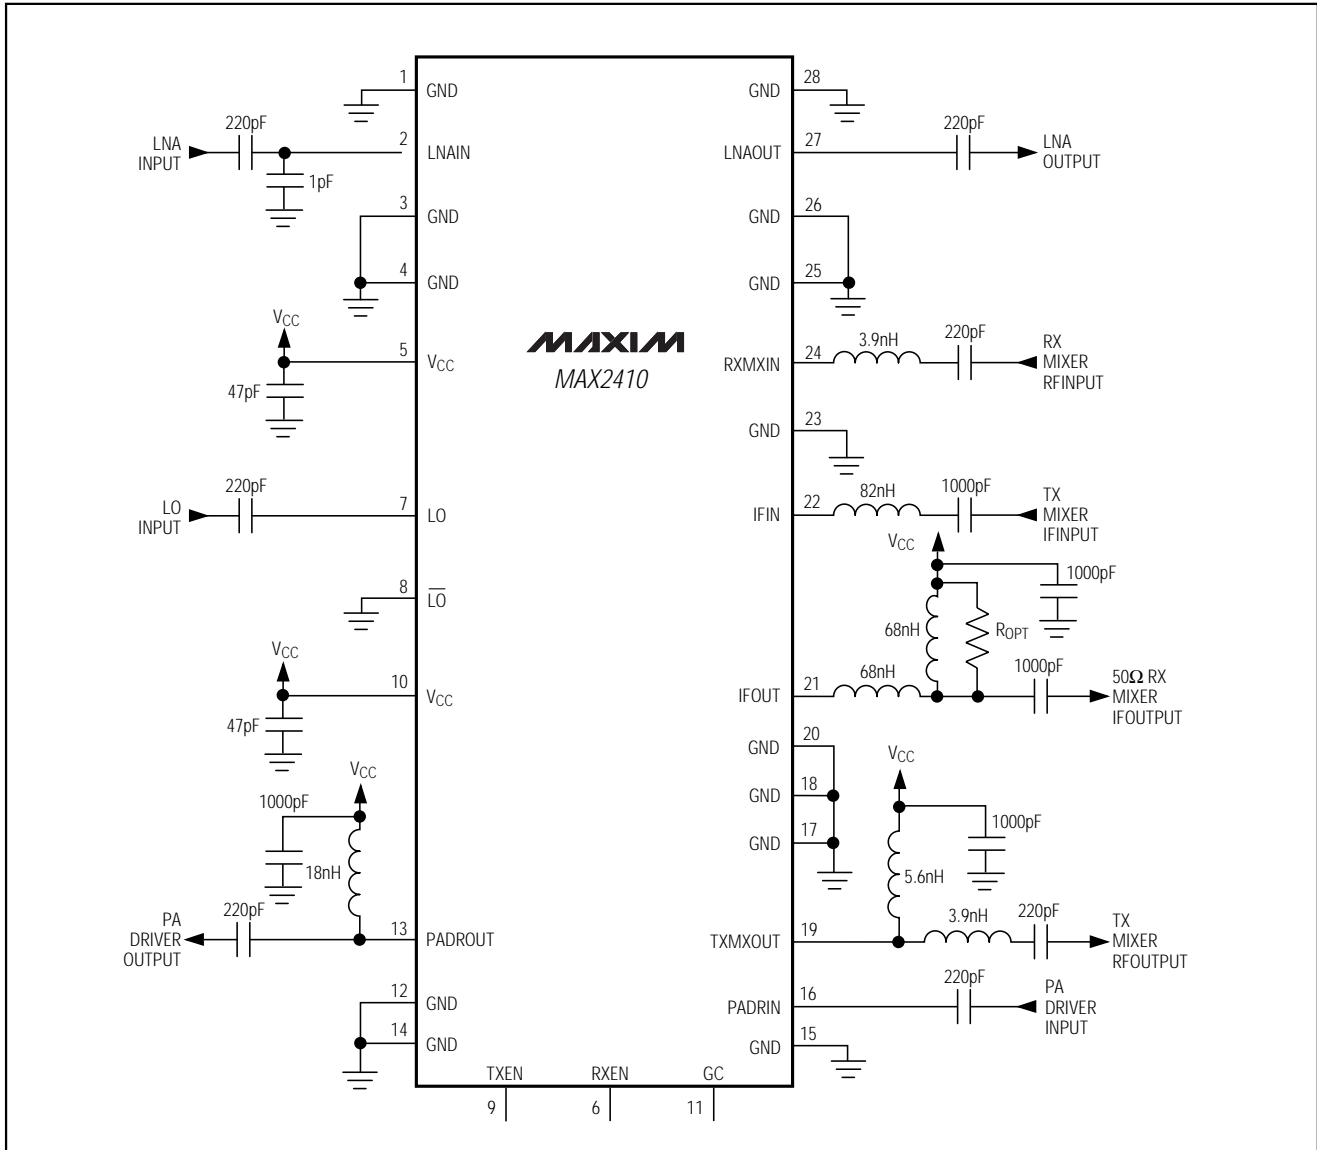 1
GND
28
GND
220pF
LNA
INPUT
2
LNAIN
1pF
LNAOUT
27
220pF
LNA
OUTPUT
3
GND
4
GND
GND
26
GND
25
VCC
5
VCC
47pF
MAXIM
MAX2410
RXMXIN
24
3.9nH
220pF
RX
MIXER
RFINPUT
GND
23
220pF
LO
INPUT
7
LO
IFIN
22
82nH
1000pF
TX
MIXER
IFINPUT
8
LO
VCC
1000pF
68nH
ROPT
VCC
10
VCC
47pF
IFOUT
21
68nH
1000pF
50Ω RX
MIXER
IFOUTPUT
GND
20
GND
18
GND
17
VCC
1000pF
18nH
220pF
PA
DRIVER
OUTPUT
13
PADROUT
VCC
1000pF
5.6nH
TXMXOUT
19
3.9nH
220pF
TX
MIXER
RFOUTPUT
12
GND
14
GND
PADRIN
16
220pF
PA
DRIVER
INPUT
GND
15
TXEN
RXEN
GC
9
6
11